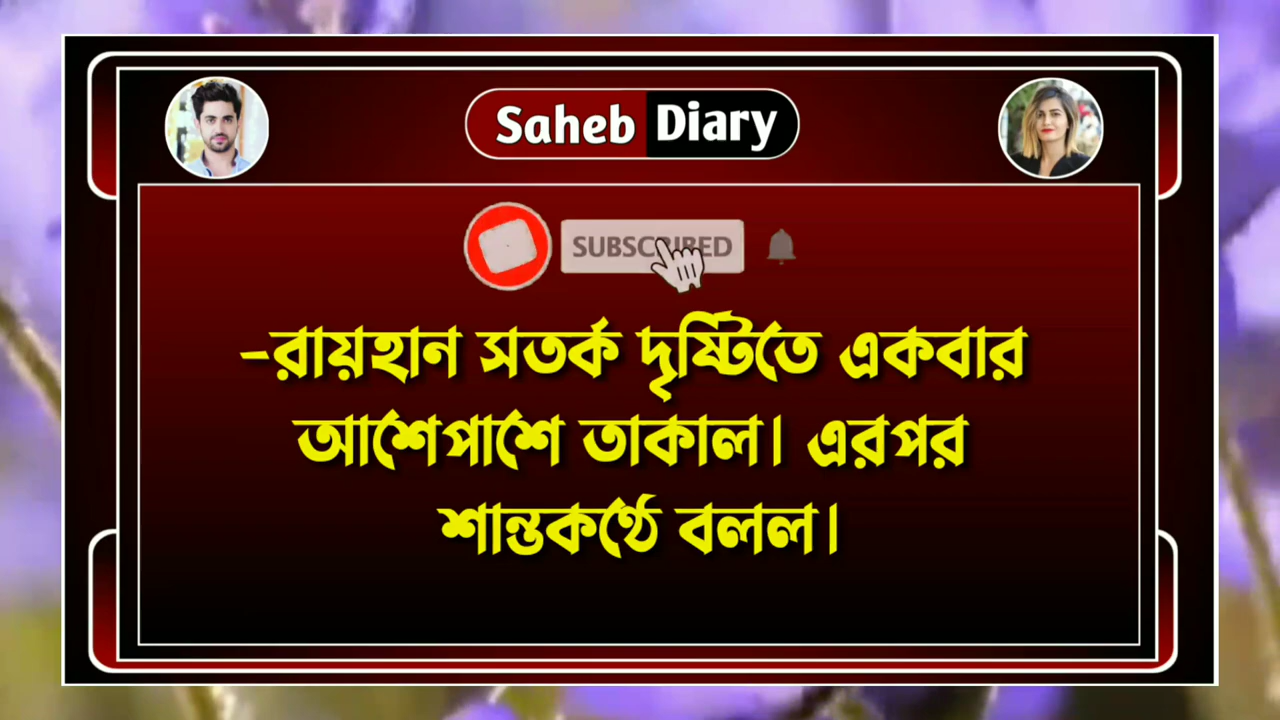 Saheb Diary
SUBSCRIBED
-রায়হান সতর্ক দৃষ্টিতে একবার
আশেপাশে তাকাল। এরপর
শান্তকণ্ঠে বলল।